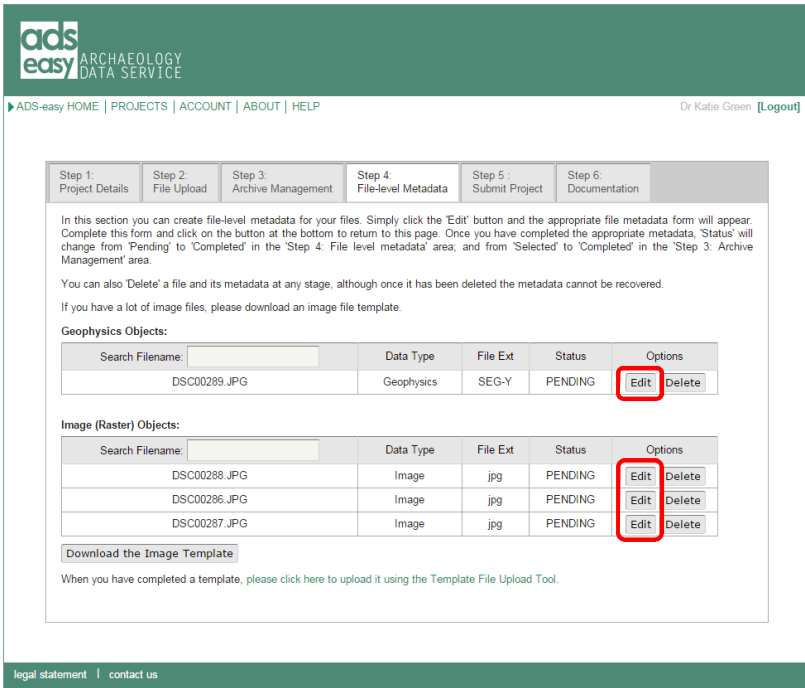 ads
easy ARCHAEOLOGY
DATA SERVICE
ADS-easy HOME | PROJECTS | ACCOUNT | ABOUT | HELP
Dr Katie Green [Logout]
Step 1:
Project Details
Step 2:
File Upload
Step 3:
Archive Management
Step 4:
File-level Metadata
Step 5 :
Submit Project
Step 6:
Documentation
In this section you can create file-level metadata for your files. Simply click the 'Edit' button and the appropriate file metadata form will appear.
Complete this form and click on the button at the bottom to return to this page. Once you have completed the appropriate metadata, 'Status' will
change from 'Pending' to 'Completed' in the 'Step 4: File level metadata' area; and from 'Selected' to 'Completed' in the 'Step 3: Archive
Management' area.
You can also 'Delete' a file and its metadata at any stage, although once it has been deleted the metadata cannot be recovered.
If you have a lot of image files, please download an image file template.
Geophysics Objects:
Search Filename: Data Type File Ext Status Options
DSC00289.JPG Geophysics SEG-Y PENDING Edit Delete
Image (Raster) Objects:
Search Filename: Data Type File Ext Status Options
DSC00288.JPG Image jpg PENDING Edit Delete
DSC00286.JPG Image jpg PENDING Edit Delete
DSC00287.JPG Image jpg PENDING Edit Delete
Download the Image Template
When you have completed a template, please click here to upload it using the Template File Upload Tool.
legal statement | contact us